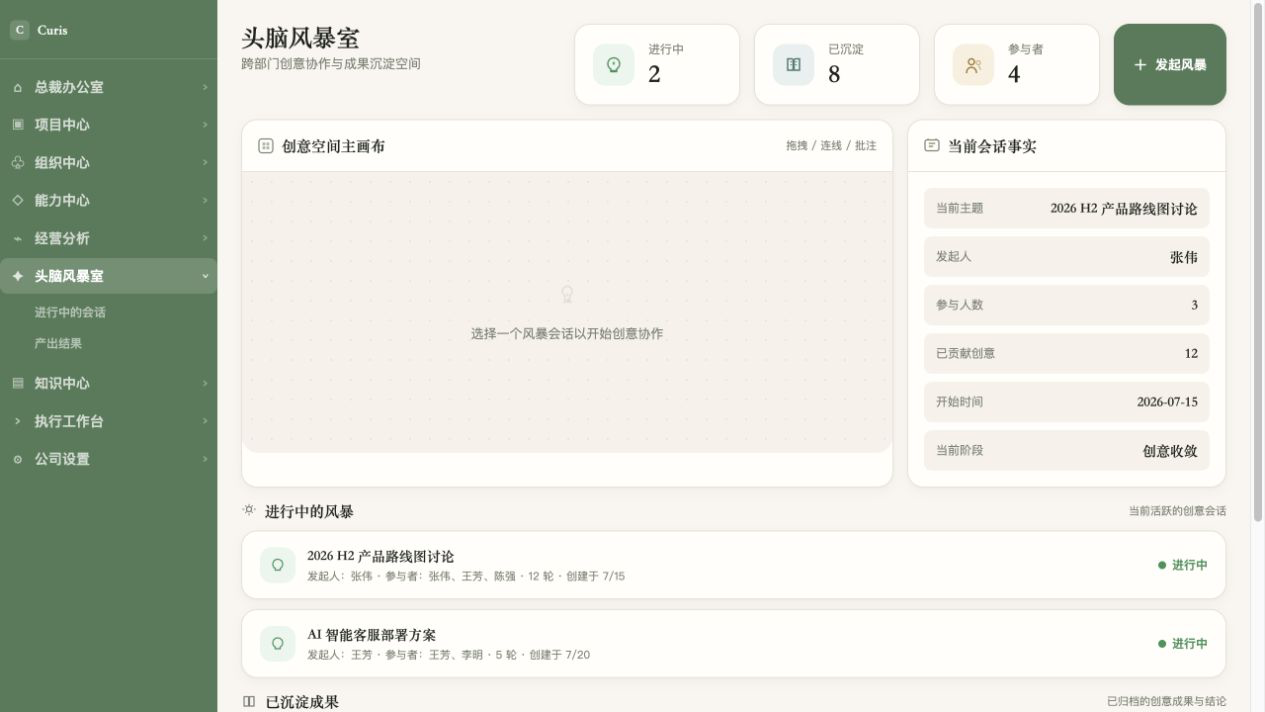 C Curis
总裁办公室
项目中心
组织中心
能力中心
经营分析
头脑风暴室
进行中的会话
产出结果
知识中心
执行工作台
公司设置
头脑风暴室
跨部门创意协作与成果沉淀空间
进行中
2
已沉淀
8
参与者
4
+ 发起风暴
创意空间主画布
拖拽 / 连线 / 批注
选择一个风暴会话以开始创意协作
当前会话事实
当前主题 2026 H2 产品路线图讨论
发起人 张伟
参与人数 3
已贡献创意 12
开始时间 2026-07-15
当前阶段 创意收敛
进行中的风暴
当前活跃的创意会话
2026 H2 产品路线图讨论
发起人：张伟 · 参与者：张伟、王芳、陈强 · 12 轮 · 创建于 7/15
进行中
AI 智能客服部署方案
发起人：王芳 · 参与者：王芳、李明 · 5 轮 · 创建于 7/20
进行中
已沉淀成果
已归档的创意成果与结论